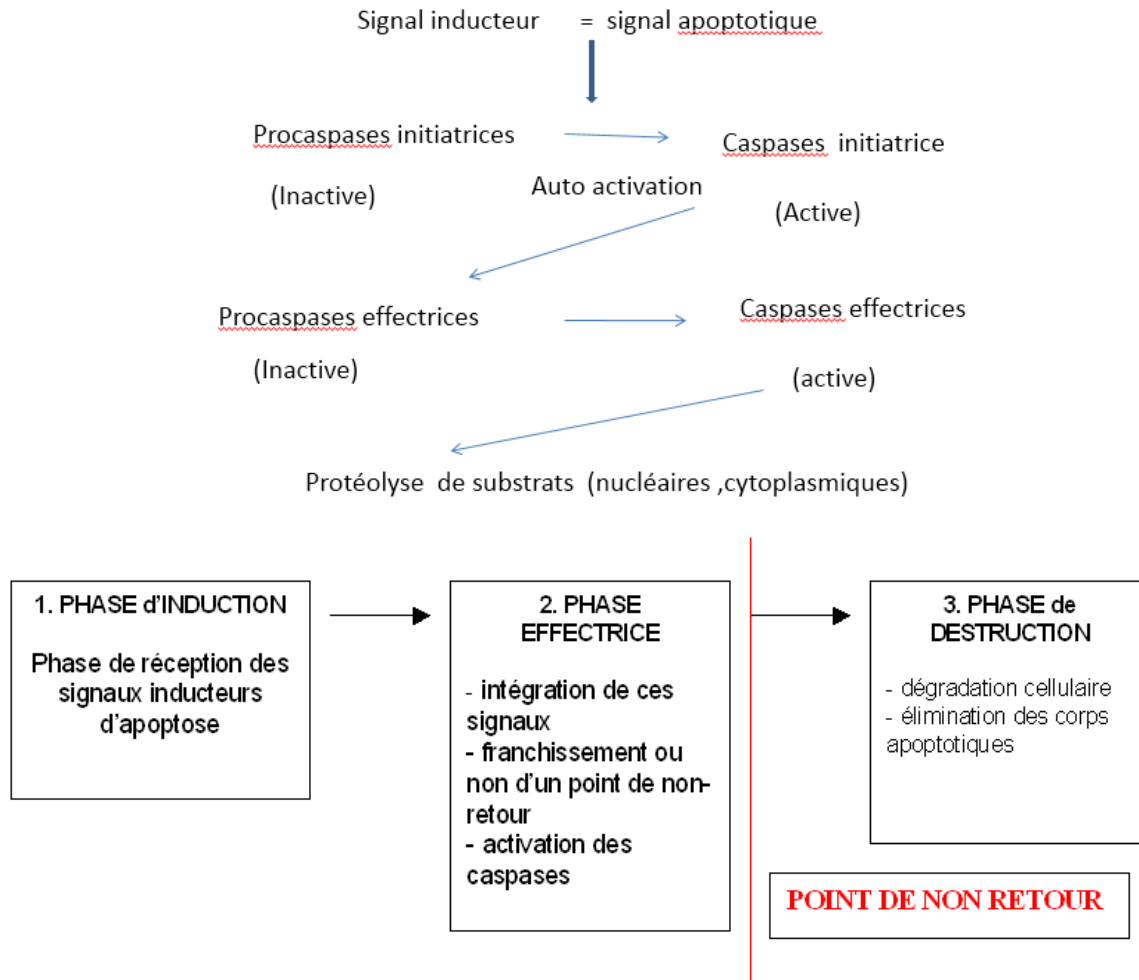 Signal inducteur = signal apoptotique
Procaspases initiatrices
Caspases initiatrice
(Inactive)
Auto activation
(Active)
Procaspases effectrices
Caspases effectrices
(Inactive)
(active)
Protéolyse de substrats (nucléaires ,cytoplasmiques)
1. PHASE d'INDUCTION
Phase de réception des
signaux inducteurs
d'apoptose
2. PHASE
EFFECTRICE
- intégration de ces
signaux
- franchissement ou
non d'un point de non-
retour
- activation des
caspases
3. PHASE de
DESTRUCTION
- dégradation cellulaire
- élimination des corps
apoptotiques
POINT DE NON RETOUR